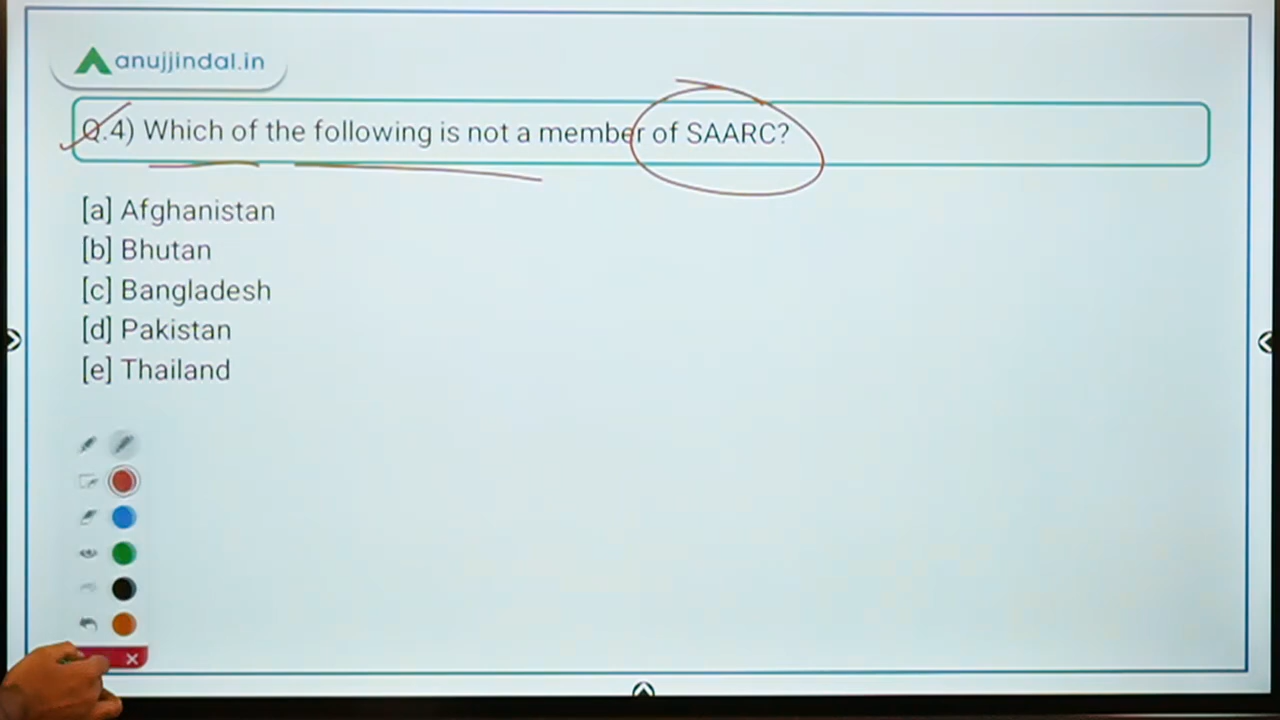 anujjindal.in
Q.4) Which of the following is not a member of SAARC?
[a] Afghanistan
[b] Bhutan
[c] Bangladesh
[d] Pakistan
[e] Thailand